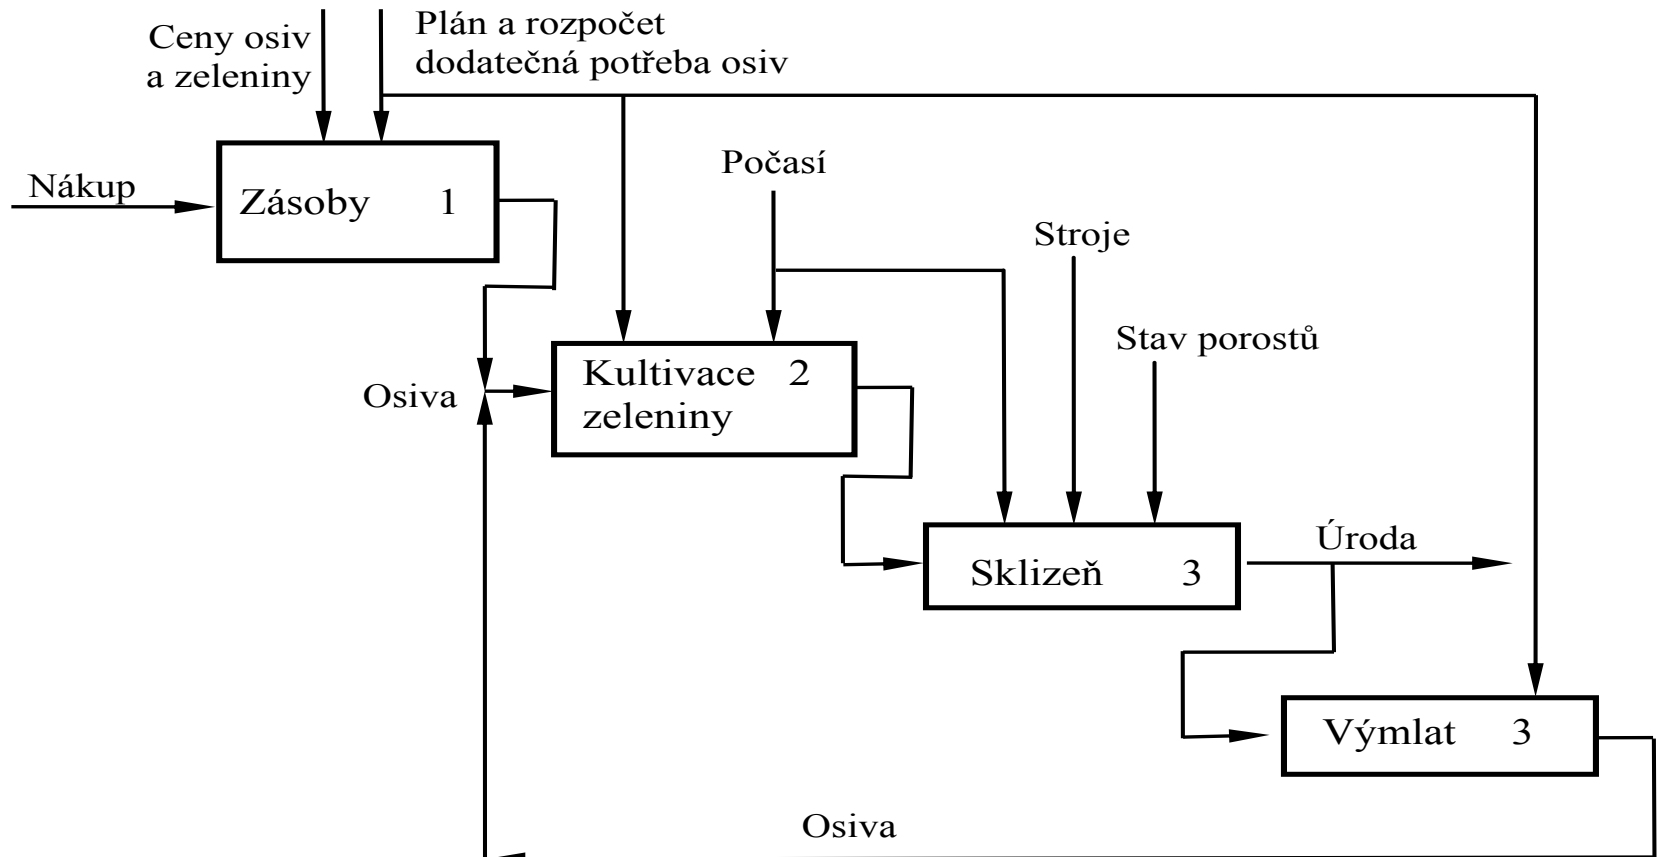 Ceny osiv
a zeleniny
Plán a rozpočet
dodatečná potřeba osiv
Nákup
Zásoby 1
Počasí
Stroje
Stav porostů
Osiva
Kultivace 2
zeleniny
Sklizeň 3
Úroda
Výmlat 3
Osiva